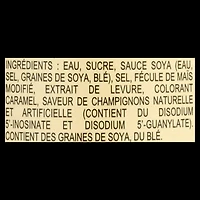 INGRÉDIENTS : EAU, SUCRE, SAUCE SOYA (EAU,
SEL, GRAINES DE SOYA, BLÉ), SEL, FÉCULE DE MAÏS
MODIFIÉ, EXTRAIT DE LEVURE, COLORANT
CARAMEL, SAVEUR DE CHAMPIGNONS NATURELLE
ET ARTIFICIELLE (CONTIENT DU DISODIUM
5'-INOSINATE ET DISODIUM 5'-GUANYLATE).
CONTIENT DES GRAINES DE SOYA, DU BLÉ.